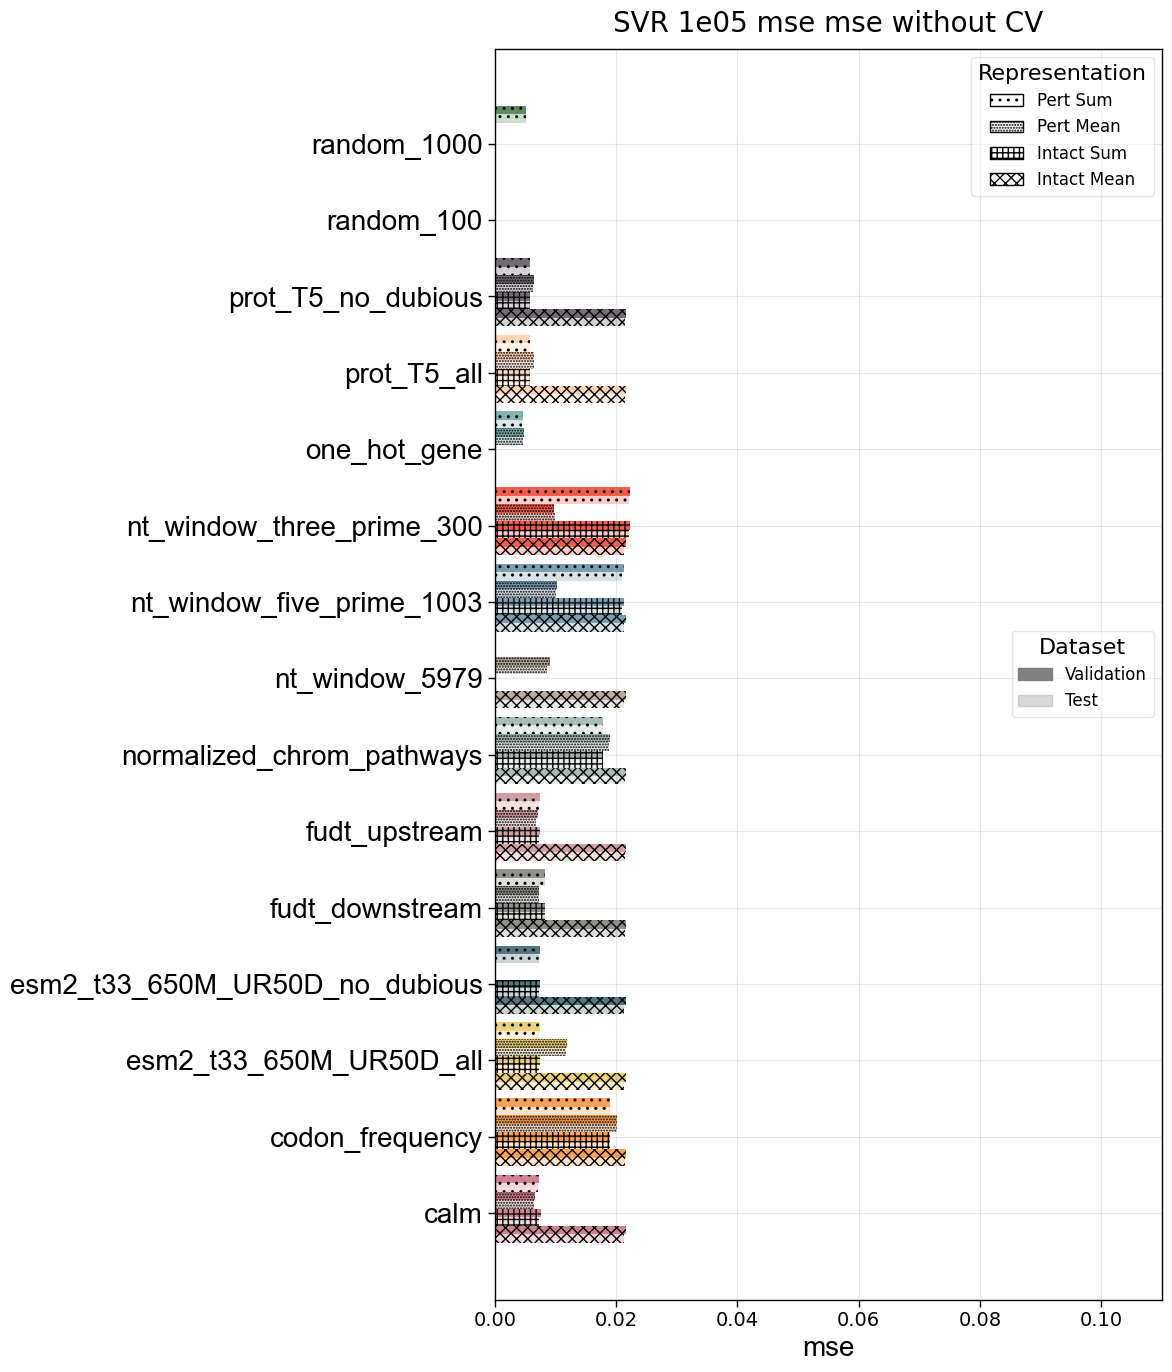 SVR 1e05 mse mse without CV
Representation
Pert Sum
Pert Mean
Intact Sum
Intact Mean
random_1000
random_100
prot_T5_no_dubious
prot_T5_all
one_hot_gene
nt_window_three_prime_300
nt_window_five_prime_1003
Dataset
Validation
Test
nt_window_5979
normalized_chrom_pathways
fudt_upstream
fudt_downstream
esm2_t33_650M_UR50D_no_dubious
esm2_t33_650M_UR50D_all
codon_frequency
calm
0.00 0.02 0.04 0.06 0.08 0.10
mse